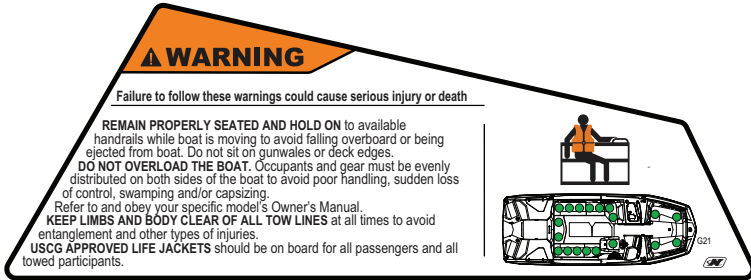 WARNING
Failure to follow these warnings could cause serious injury or death
REMAIN PROPERLY SEATED AND HOLD ON to available
handrails while boat is moving to avoid falling overboard or being
ejected from boat. Do not sit on gunwales or deck edges.
DO NOT OVERLOAD THE BOAT. Occupants and gear must be evenly
distributed on both sides of the boat to avoid poor handling, sudden loss
of control, swamping and/or capsizing.
Refer to and obey your specific model's Owner's Manual.
KEEP LIMBS AND BODY CLEAR OF ALL TOW LINES at all times to avoid
entanglement and other types of injuries.
USCG APPROVED LIFE JACKETS should be on board for all passengers and all
towed participants.
G21